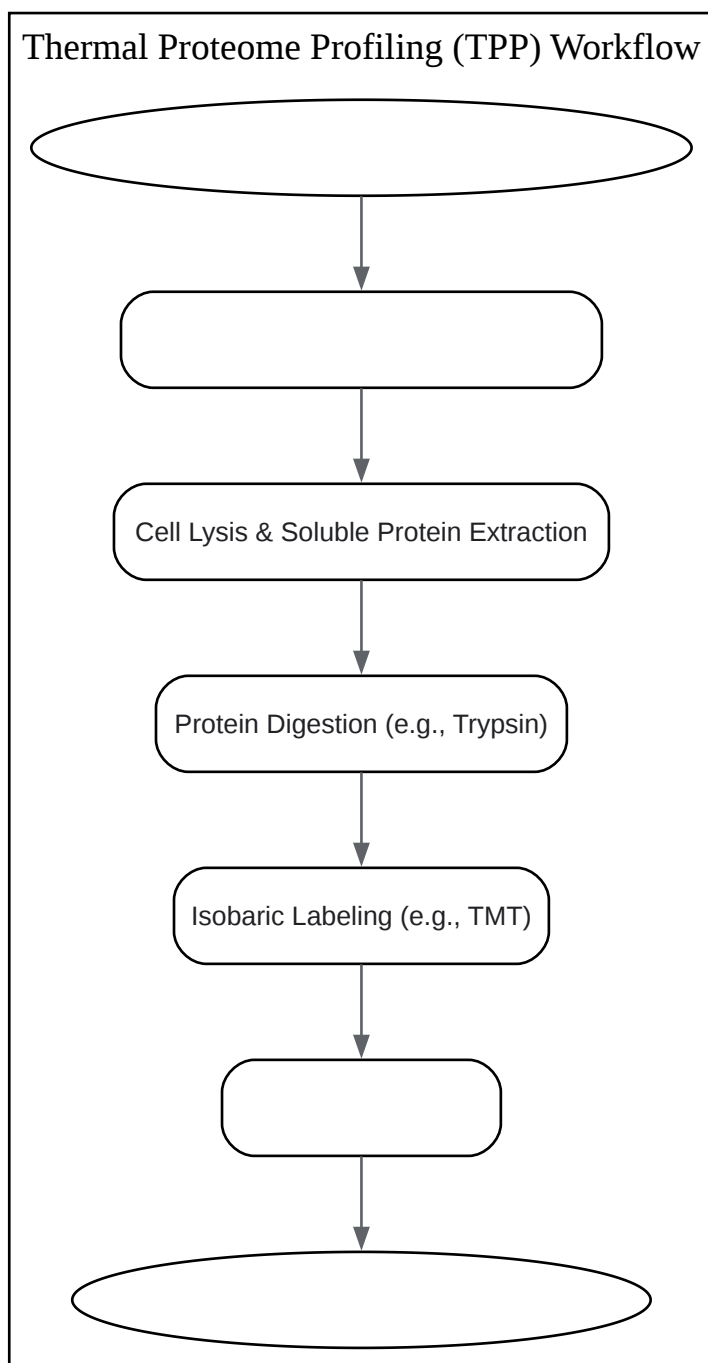 Thermal Proteome Profiling (TPP) Workflow
Cell Lysis & Soluble Protein Extraction
Protein Digestion (e.g., Trypsin)
Isobaric Labeling (e.g., TMT)